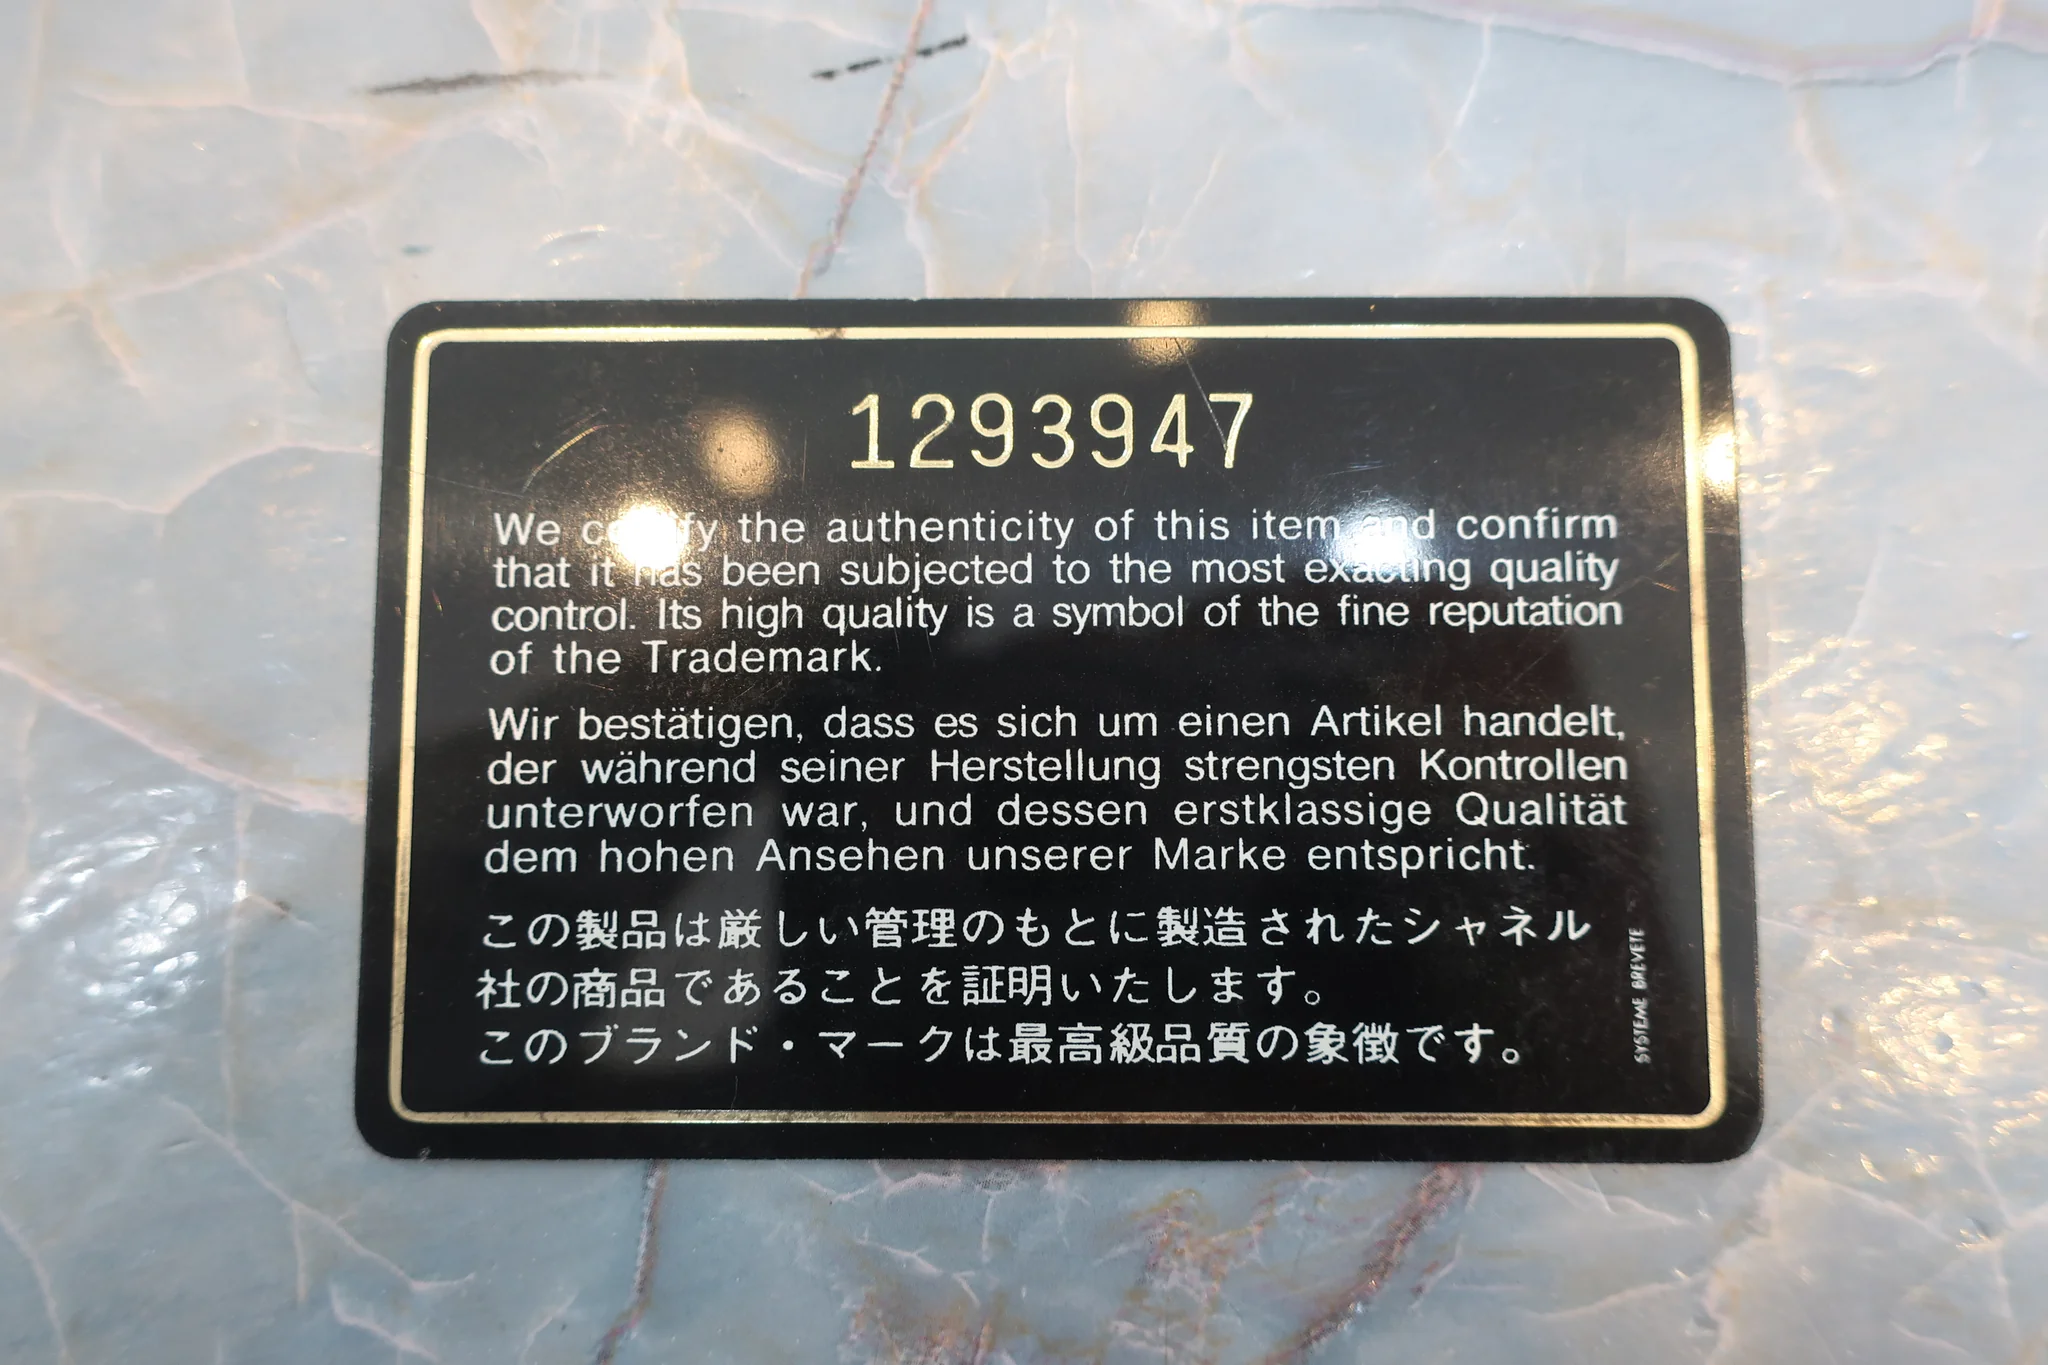 1293947
We certify the authenticity of this item and confirm
that it has been subjected to the most exacting quality
control. Its high quality is a symbol of the fine reputation
of the Trademark.
Wir bestätigen, dass es sich um einen Artikel handelt,
der während seiner Herstellung strengsten Kontrollen
unterworfen war, und dessen erstklassige Qualität
dem hohen Ansehen unserer Marke entspricht.
この製品は厳しい管理のもとに製造されたシャネル
社の商品であることを証明いたします。
このブランド・マークは最高級品質の象徴です。
SYSTEME BREVETE